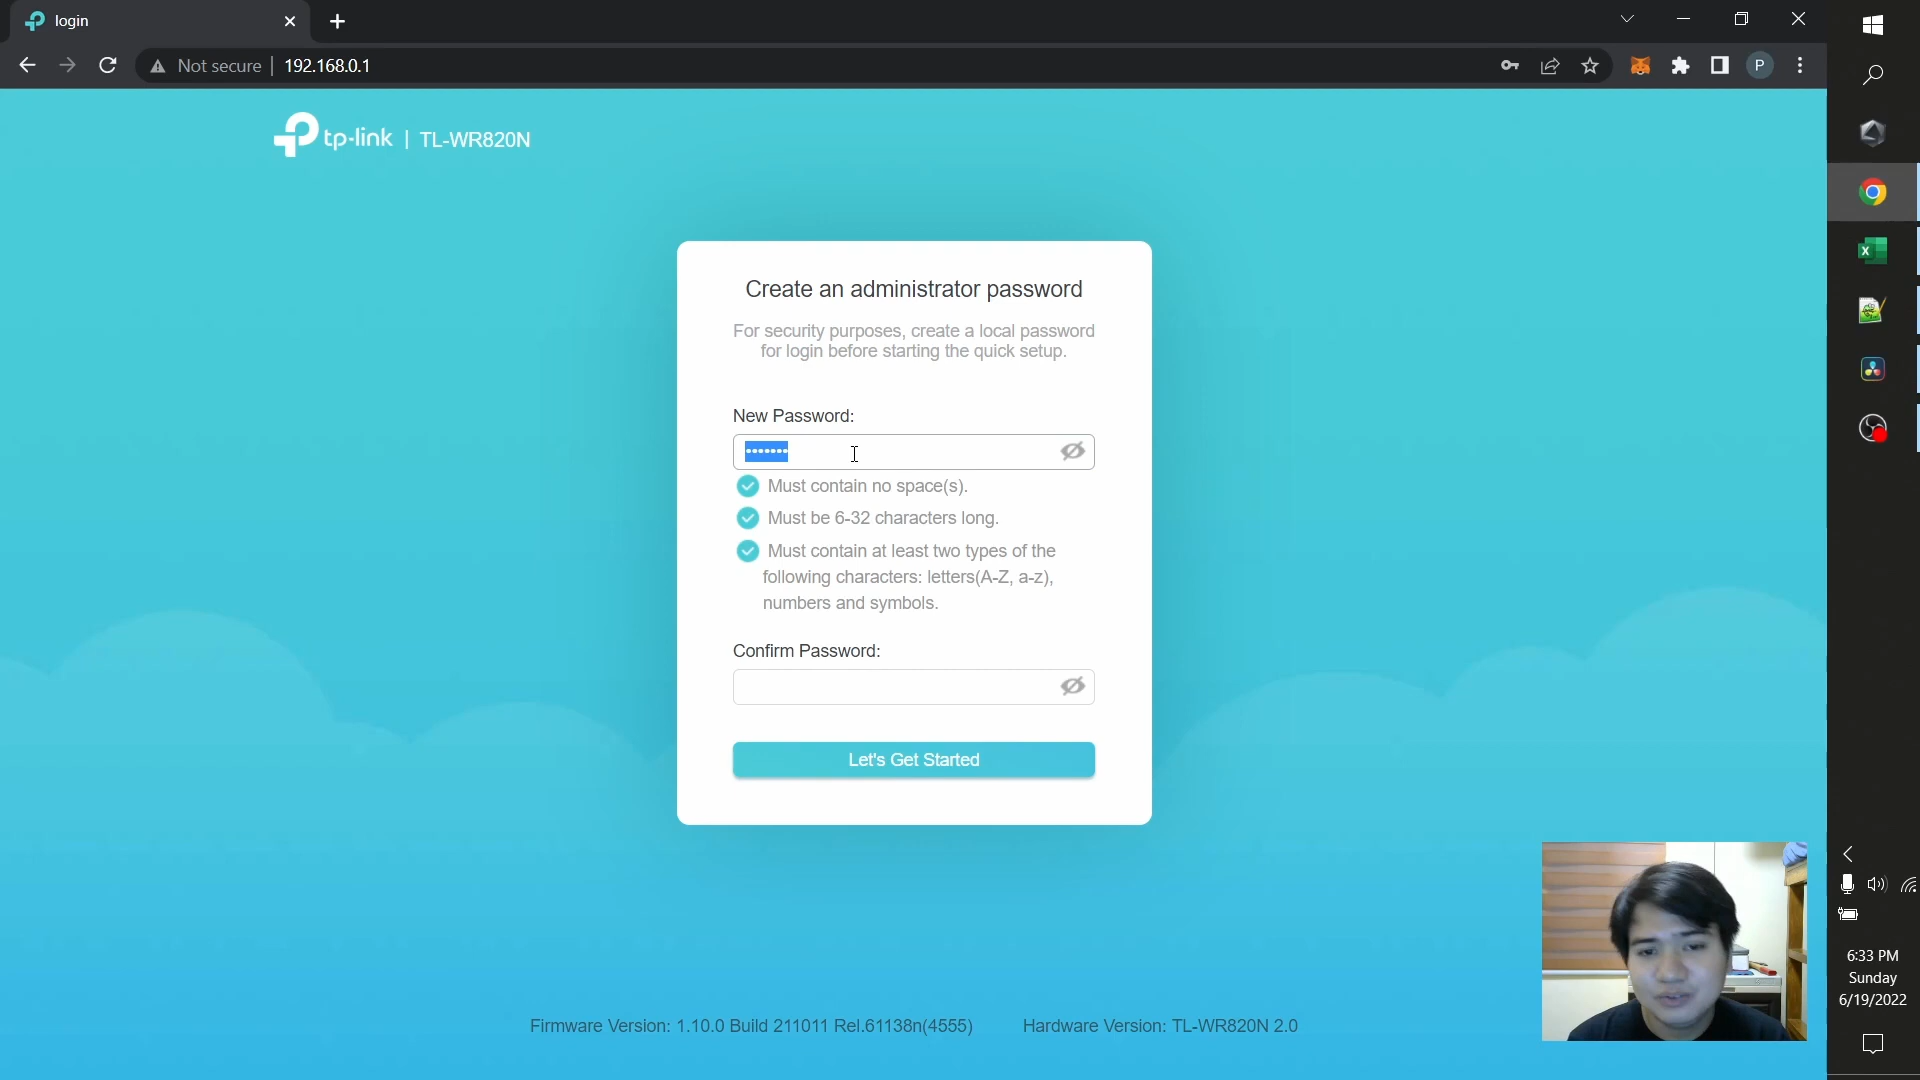 login
Not secure
192.168.0.1
P
tp-link | TL-WR820N
Create an administrator password
For security purposes, create a local password
for login before starting the quick setup.
New Password:
•••••••
Must contain no space(s).
Must be 6-32 characters long.
Must contain at least two types of the
following characters: letters(A-Z, a-z),
numbers and symbols.
Confirm Password:
Let's Get Started
Firmware Version: 1.10.0 Build 211011 Rel.61138n(4555)
Hardware Version: TL-WR820N 2.0
6:33 PM
Sunday
6/19/2022